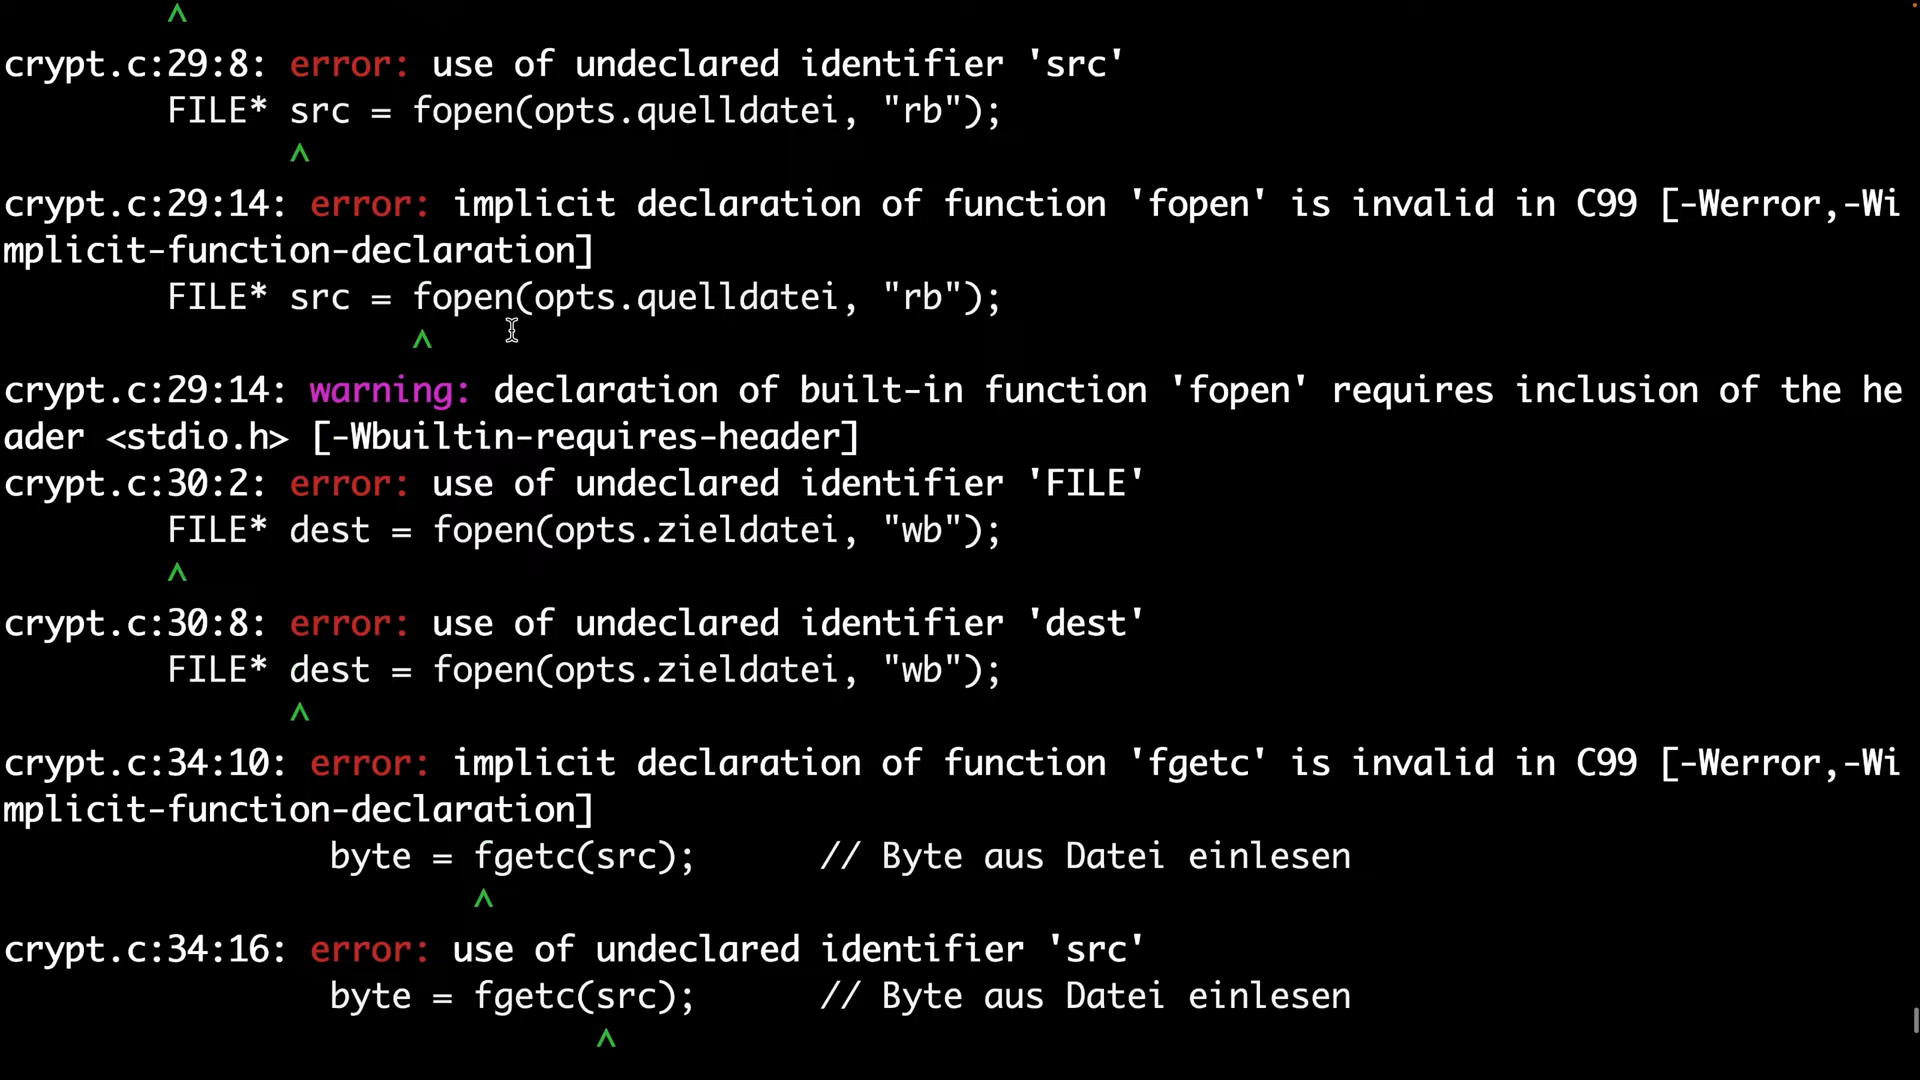 ^
crypt.c:29:8: error: use of undeclared identifier 'src'
        FILE* src = fopen(opts.quelldatei, "rb");
              ^
crypt.c:29:14: error: implicit declaration of function 'fopen' is invalid in C99 [-Werror,-Wi
mplicit-function-declaration]
        FILE* src = fopen(opts.quelldatei, "rb");
                    ^
crypt.c:29:14: warning: declaration of built-in function 'fopen' requires inclusion of the he
ader <stdio.h> [-Wbuiltin-requires-header]
crypt.c:30:2: error: use of undeclared identifier 'FILE'
        FILE* dest = fopen(opts.zieldatei, "wb");
        ^
crypt.c:30:8: error: use of undeclared identifier 'dest'
        FILE* dest = fopen(opts.zieldatei, "wb");
              ^
crypt.c:34:10: error: implicit declaration of function 'fgetc' is invalid in C99 [-Werror,-Wi
mplicit-function-declaration]
                byte = fgetc(src);      // Byte aus Datei einlesen
                       ^
crypt.c:34:16: error: use of undeclared identifier 'src'
                byte = fgetc(src);      // Byte aus Datei einlesen
                             ^